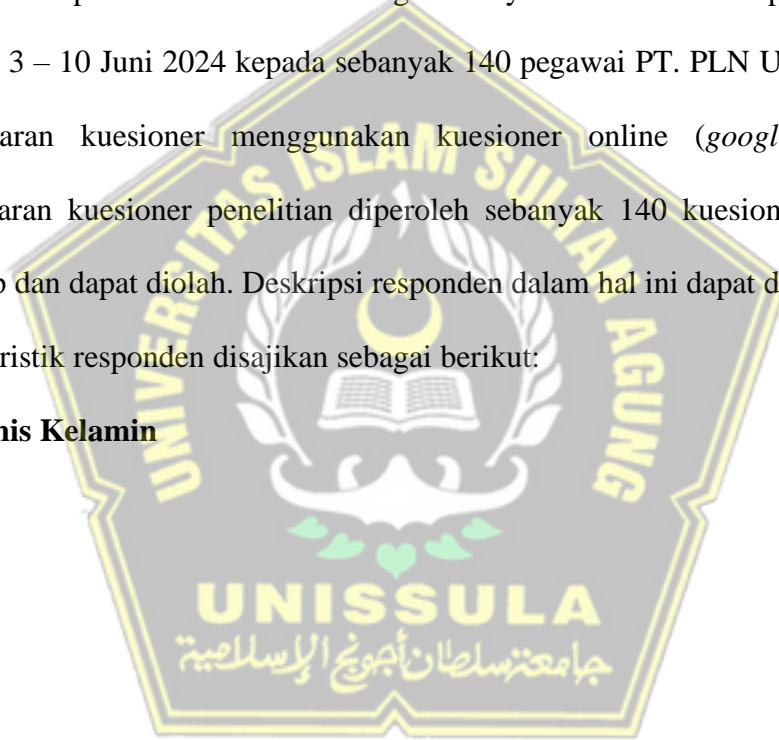 3 – 10 Juni 2024 kepada sebanyak 140 pegawai PT. PLN U
aran kuesioner menggunakan kuesioner online (googl
aran kuesioner penelitian diperoleh sebanyak 140 kuesion
dan dapat diolah. Deskripsi responden dalam hal ini dapat d
ristik responden disajikan sebagai berikut:
nis Kelamin
UNIVERSITAS ISLAM SULTAN AGUNG
UNISSULA
جامعة سلطان أجونج الإسلامية